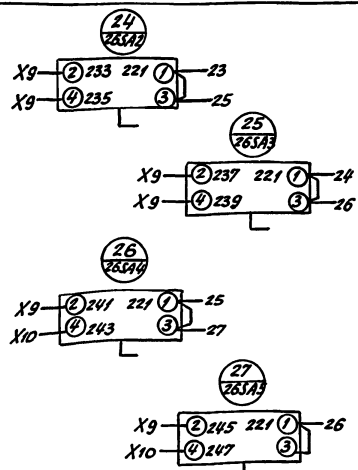 24
26SA2
X9 2 233 221 1 23
X9 4 235 3 25
25
26SA3
X9 2 237 221 1 24
X9 4 239 3 26
26
26SA4
X9 2 241 221 1 25
X10 4 243 3 27
27
26SA5
X9 2 245 221 1 26
X10 4 247 3